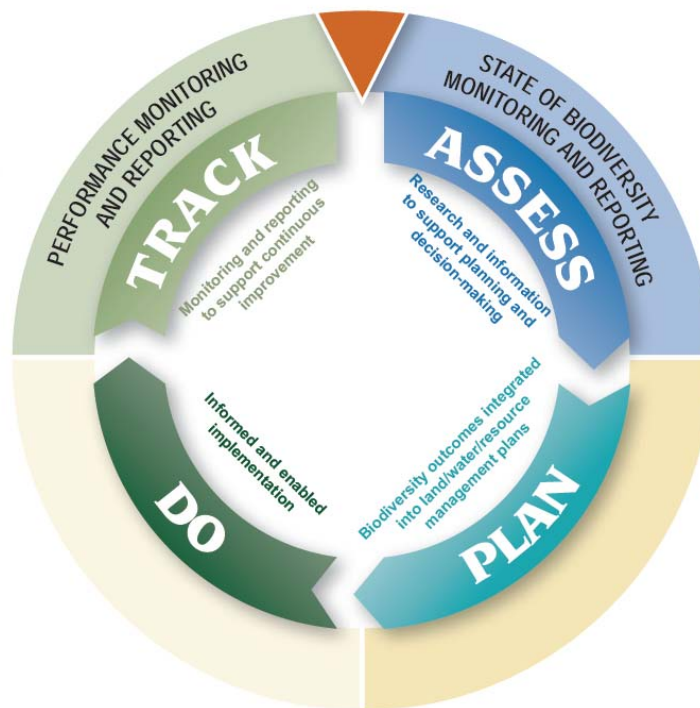 PERFORMANCE MONITORING
AND REPORTING
STATE OF BIODIVERSITY
MONITORING AND REPORTING
TRACK
Monitoring and reporting
to support continuous
improvement
ASSESS
Research and information
to support planning and
decision-making
DO
Informed and enabled
implementation
PLAN
Biodiversity outcomes integrated
into land/water/resource
management plans